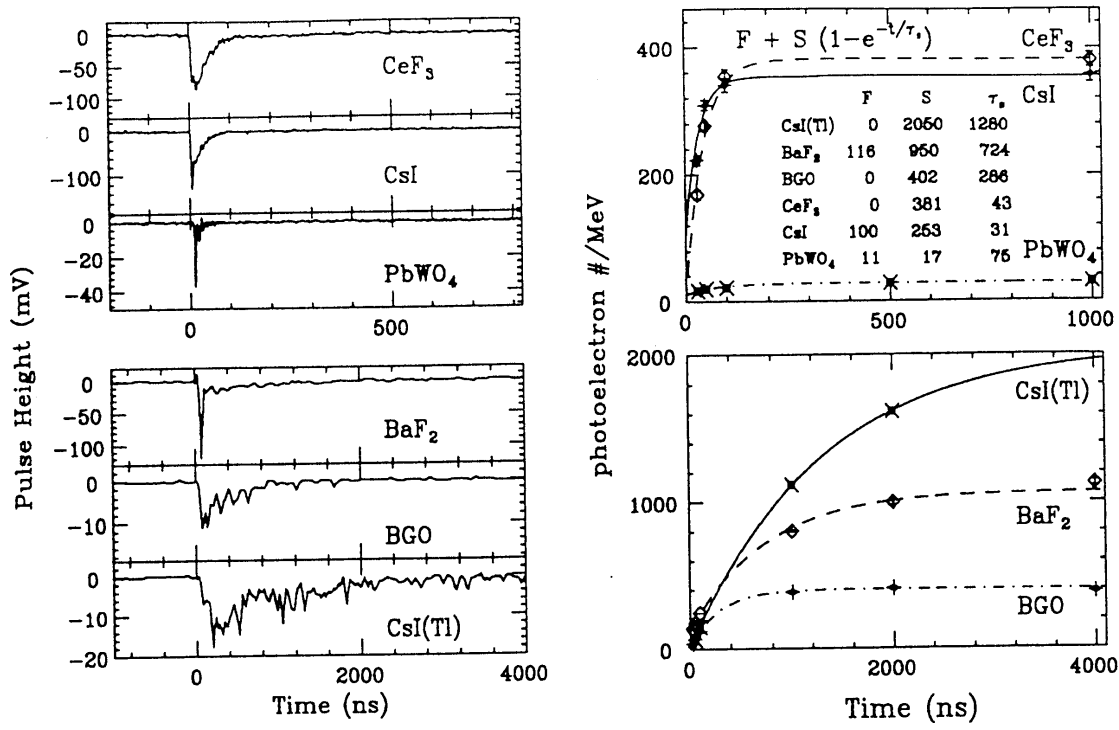 0
−50
−100
CeF3
0
−100
CsI
0
−20
−40
PbWO4
0
500
0
−50
−100
BaF2
0
−10
BGO
0
−10
−20
CsI(Tl)
0
2000
4000
Time (ns)
Pulse Height (mV)
400
200
0
F + S (1−e−t/τs)
CeF3
CsI
F S τs
CsI(Tl) 0 2050 1280
BaF2 116 950 724
BGO 0 402 286
CeF3 0 381 43
CsI 100 253 31
PbWO4 11 17 75
PbWO4
0
500
1000
photoelectron #/MeV
2000
1000
0
CsI(Tl)
BaF2
BGO
0
2000
4000
Time (ns)